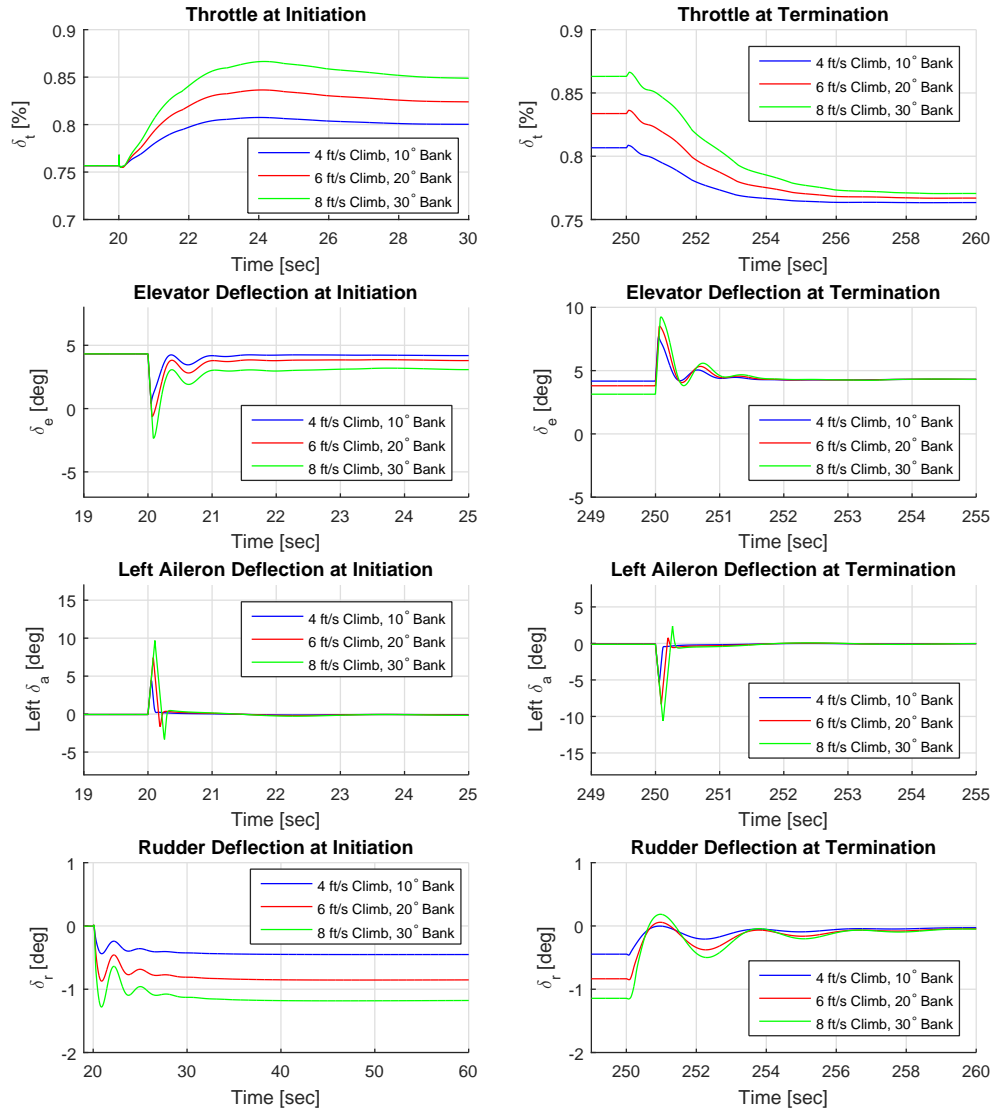 Throttle at Initiation
0.9
0.85
0.8
0.75
0.7
δt [%]
4 ft/s Climb, 10° Bank
6 ft/s Climb, 20° Bank
8 ft/s Climb, 30° Bank
20 22 24 26 28 30
Time [sec]
Throttle at Termination
0.9
0.85
0.8
0.75
δt [%]
4 ft/s Climb, 10° Bank
6 ft/s Climb, 20° Bank
8 ft/s Climb, 30° Bank
250 252 254 256 258 260
Time [sec]
Elevator Deflection at Initiation
5
0
-5
δe [deg]
4 ft/s Climb, 10° Bank
6 ft/s Climb, 20° Bank
8 ft/s Climb, 30° Bank
19 20 21 22 23 24 25
Time [sec]
Elevator Deflection at Termination
10
5
0
-5
δe [deg]
4 ft/s Climb, 10° Bank
6 ft/s Climb, 20° Bank
8 ft/s Climb, 30° Bank
249 250 251 252 253 254 255
Time [sec]
Left Aileron Deflection at Initiation
15
10
5
0
-5
Left δa [deg]
4 ft/s Climb, 10° Bank
6 ft/s Climb, 20° Bank
8 ft/s Climb, 30° Bank
19 20 21 22 23 24 25
Time [sec]
Left Aileron Deflection at Termination
5
0
-5
-10
-15
Left δa [deg]
4 ft/s Climb, 10° Bank
6 ft/s Climb, 20° Bank
8 ft/s Climb, 30° Bank
249 250 251 252 253 254 255
Time [sec]
Rudder Deflection at Initiation
1
0
-1
-2
δr [deg]
4 ft/s Climb, 10° Bank
6 ft/s Climb, 20° Bank
8 ft/s Climb, 30° Bank
20 30 40 50 60
Time [sec]
Rudder Deflection at Termination
1
0
-1
-2
δr [deg]
4 ft/s Climb, 10° Bank
6 ft/s Climb, 20° Bank
8 ft/s Climb, 30° Bank
250 252 254 256 258 260
Time [sec]